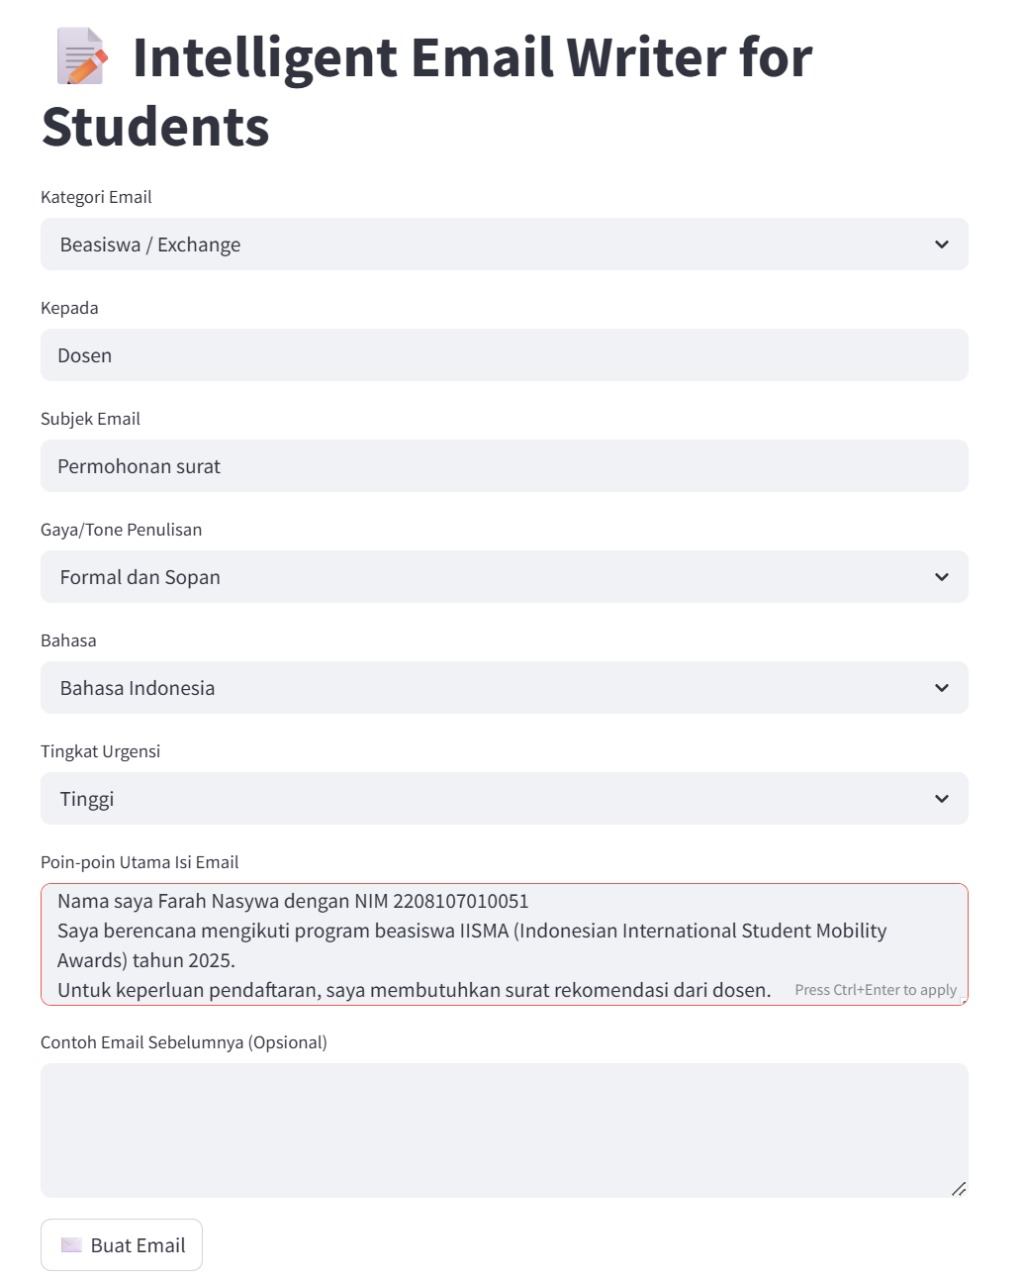 Intelligent Email Writer for
Students
Kategori Email
Beasiswa / Exchange
Kepada
Dosen
Subjek Email
Permohonan surat
Gaya/Tone Penulisan
Formal dan Sopan
Bahasa
Bahasa Indonesia
Tingkat Urgensi
Tinggi
Poin-poin Utama Isi Email
Nama saya Farah Nasywa dengan NIM 2208107010051
Saya berencana mengikuti program beasiswa IISMA (Indonesian International Student Mobility
Awards) tahun 2025.
Untuk keperluan pendaftaran, saya membutuhkan surat rekomendasi dari dosen.
Press Ctrl+Enter to apply
Contoh Email Sebelumnya (Opsional)
Buat Email